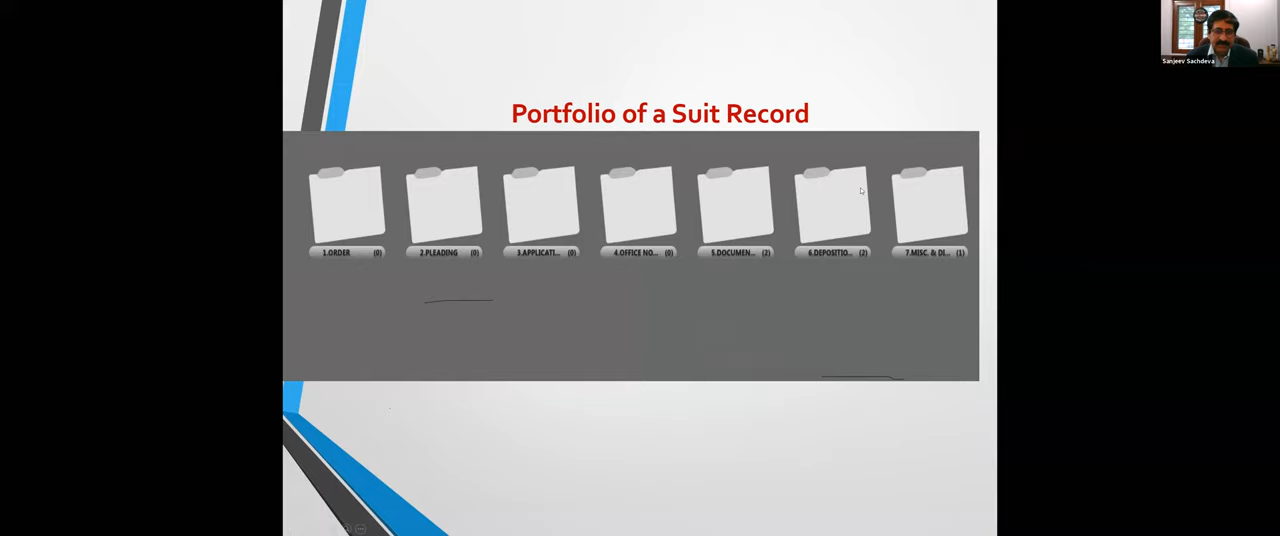 Sanjeev Sachdeva
Portfolio of a Suit Record
1.ORDER (0)
2.PLEADING (0)
3.APPLICATI... (0)
4.OFFICE NO... (0)
5.DOCUMEN... (2)
6.DEPOSITIO... (2)
7.MISC. & DI... (1)